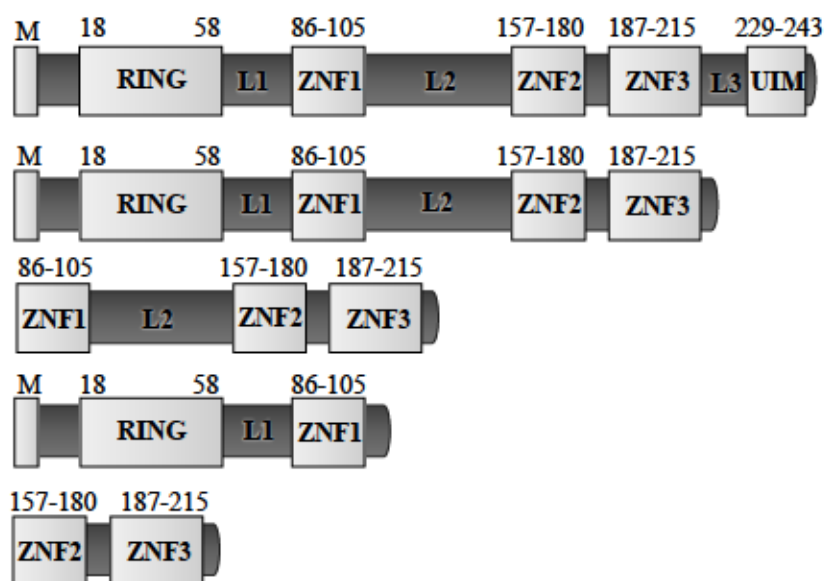 M 18 58 86-105 157-180 187-215 229-243
RING L1 ZNF1 L2 ZNF2 ZNF3 L3 UIM
M 18 58 86-105 157-180 187-215
RING L1 ZNF1 L2 ZNF2 ZNF3
86-105 157-180 187-215
ZNF1 L2 ZNF2 ZNF3
M 18 58 86-105
RING L1 ZNF1
157-180 187-215
ZNF2 ZNF3